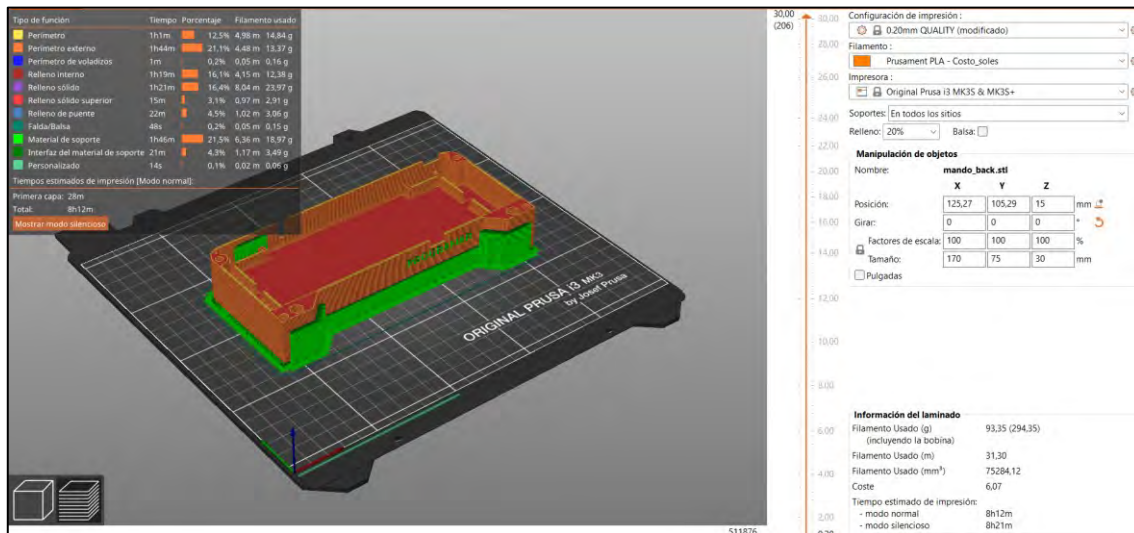 Tipo de función Tiempo Porcentaje Filamento usado
Perímetro 1h1m 12,5% 4,98 m 14,84 g
Perímetro externo 1h44m 21,1% 4,48 m 13,37 g
Perímetro de voladizos 1m 0,2% 0,05 m 0,16 g
Relleno interno 1h19m 16,1% 4,15 m 12,38 g
Relleno sólido 1h21m 16,4% 8,04 m 23,97 g
Relleno sólido superior 15m 3,1% 0,97 m 2,91 g
Relleno de puente 22m 4,5% 1,02 m 3,06 g
Falda/Balsa 48s 0,2% 0,05 m 0,15 g
Material de soporte 1h46m 21,5% 6,36 m 18,97 g
Interfaz del material de soporte 21m 4,3% 1,17 m 3,49 g
Personalizado 14s 0,1% 0,02 m 0,06 g
Tiempos estimados de impresión [Modo normal]:
Primera capa: 28m
Total: 8h12m
Mostrar modo silencioso
ORIGINAL PRUSA i3 MK3
by Josef Prusa
511876
30,00
(206)
30,00
28,00
26,00
24,00
22,00
20,00
18,00
16,00
14,00
12,00
10,00
8,00
6,00
4,00
2,00
0,20
Configuración de impresión :
0.20mm QUALITY (modificado)
Filamento :
Prusament PLA - Costo_soles
Impresora :
Original Prusa i3 MK3S & MK3S+
Soportes: En todos los sitios
Relleno: 20% Balsa:
Manipulación de objetos
Nombre: mando_back.stl
X Y Z
Posición: 125,27 105,29 15 mm
Girar: 0 0 0 °
Factores de escala: 100 100 100 %
Tamaño: 170 75 30 mm
Pulgadas
Información del laminado
Filamento Usado (g) 93,35 (294,35)
(incluyendo la bobina)
Filamento Usado (m) 31,30
Filamento Usado (mm³) 75284,12
Coste 6,07
Tiempo estimado de impresión:
- modo normal 8h12m
- modo silencioso 8h21m